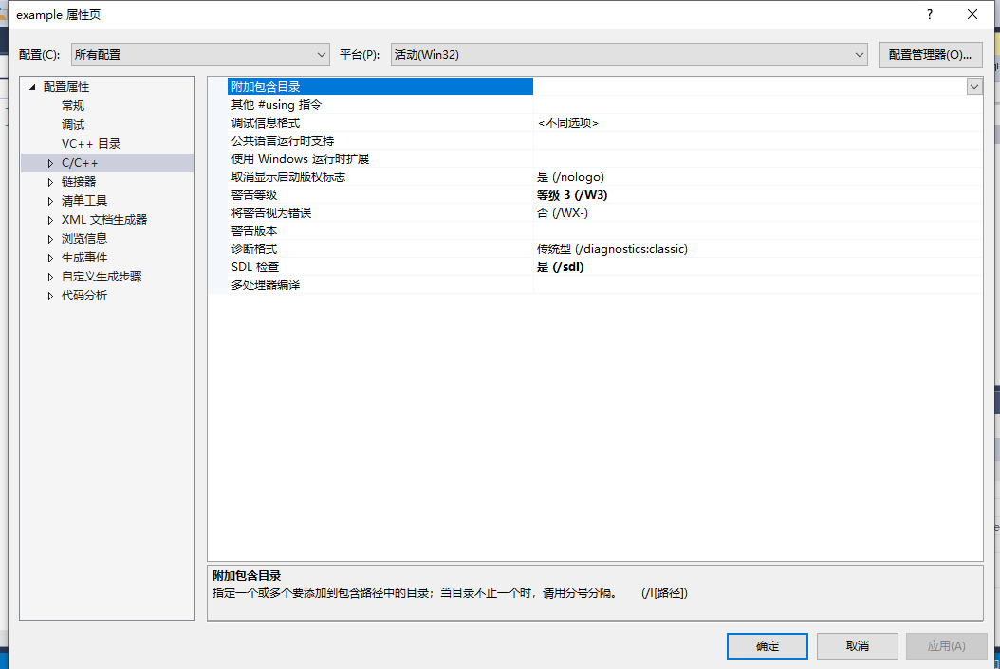 example 属性页
?
配置(C): 所有配置 平台(P): 活动(Win32) 配置管理器(O)...
配置属性
常规
调试
VC++ 目录
C/C++
链接器
清单工具
XML 文档生成器
浏览信息
生成事件
自定义生成步骤
代码分析
附加包含目录
其他 #using 指令
调试信息格式 <不同选项>
公共语言运行时支持
使用 Windows 运行时扩展
取消显示启动版权标志 是 (/nologo)
警告等级 等级 3 (/W3)
将警告视为错误 否 (/WX-)
警告版本
诊断格式 传统型 (/diagnostics:classic)
SDL 检查 是 (/sdl)
多处理器编译
附加包含目录
指定一个或多个要添加到包含路径中的目录；当目录不止一个时，请用分号分隔。 (/I[路径])
确定 取消 应用(A)